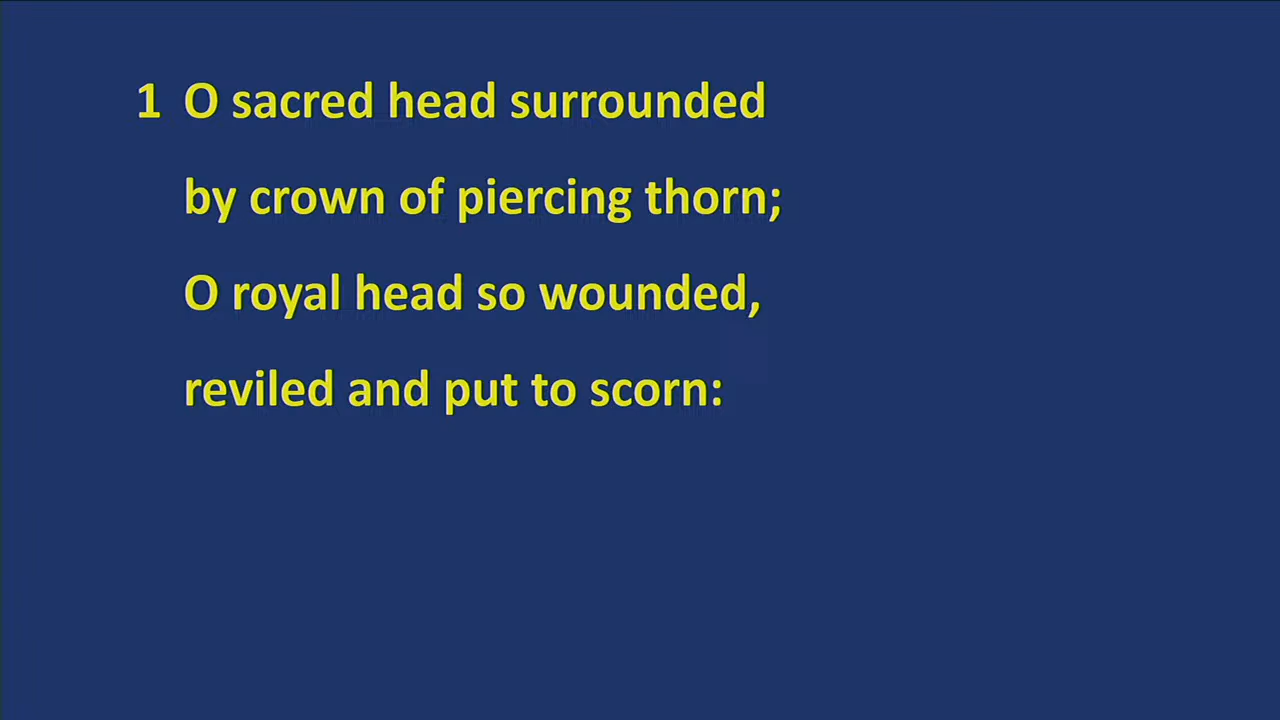 1 O sacred head surrounded
by crown of piercing thorn;
O royal head so wounded,
reviled and put to scorn: